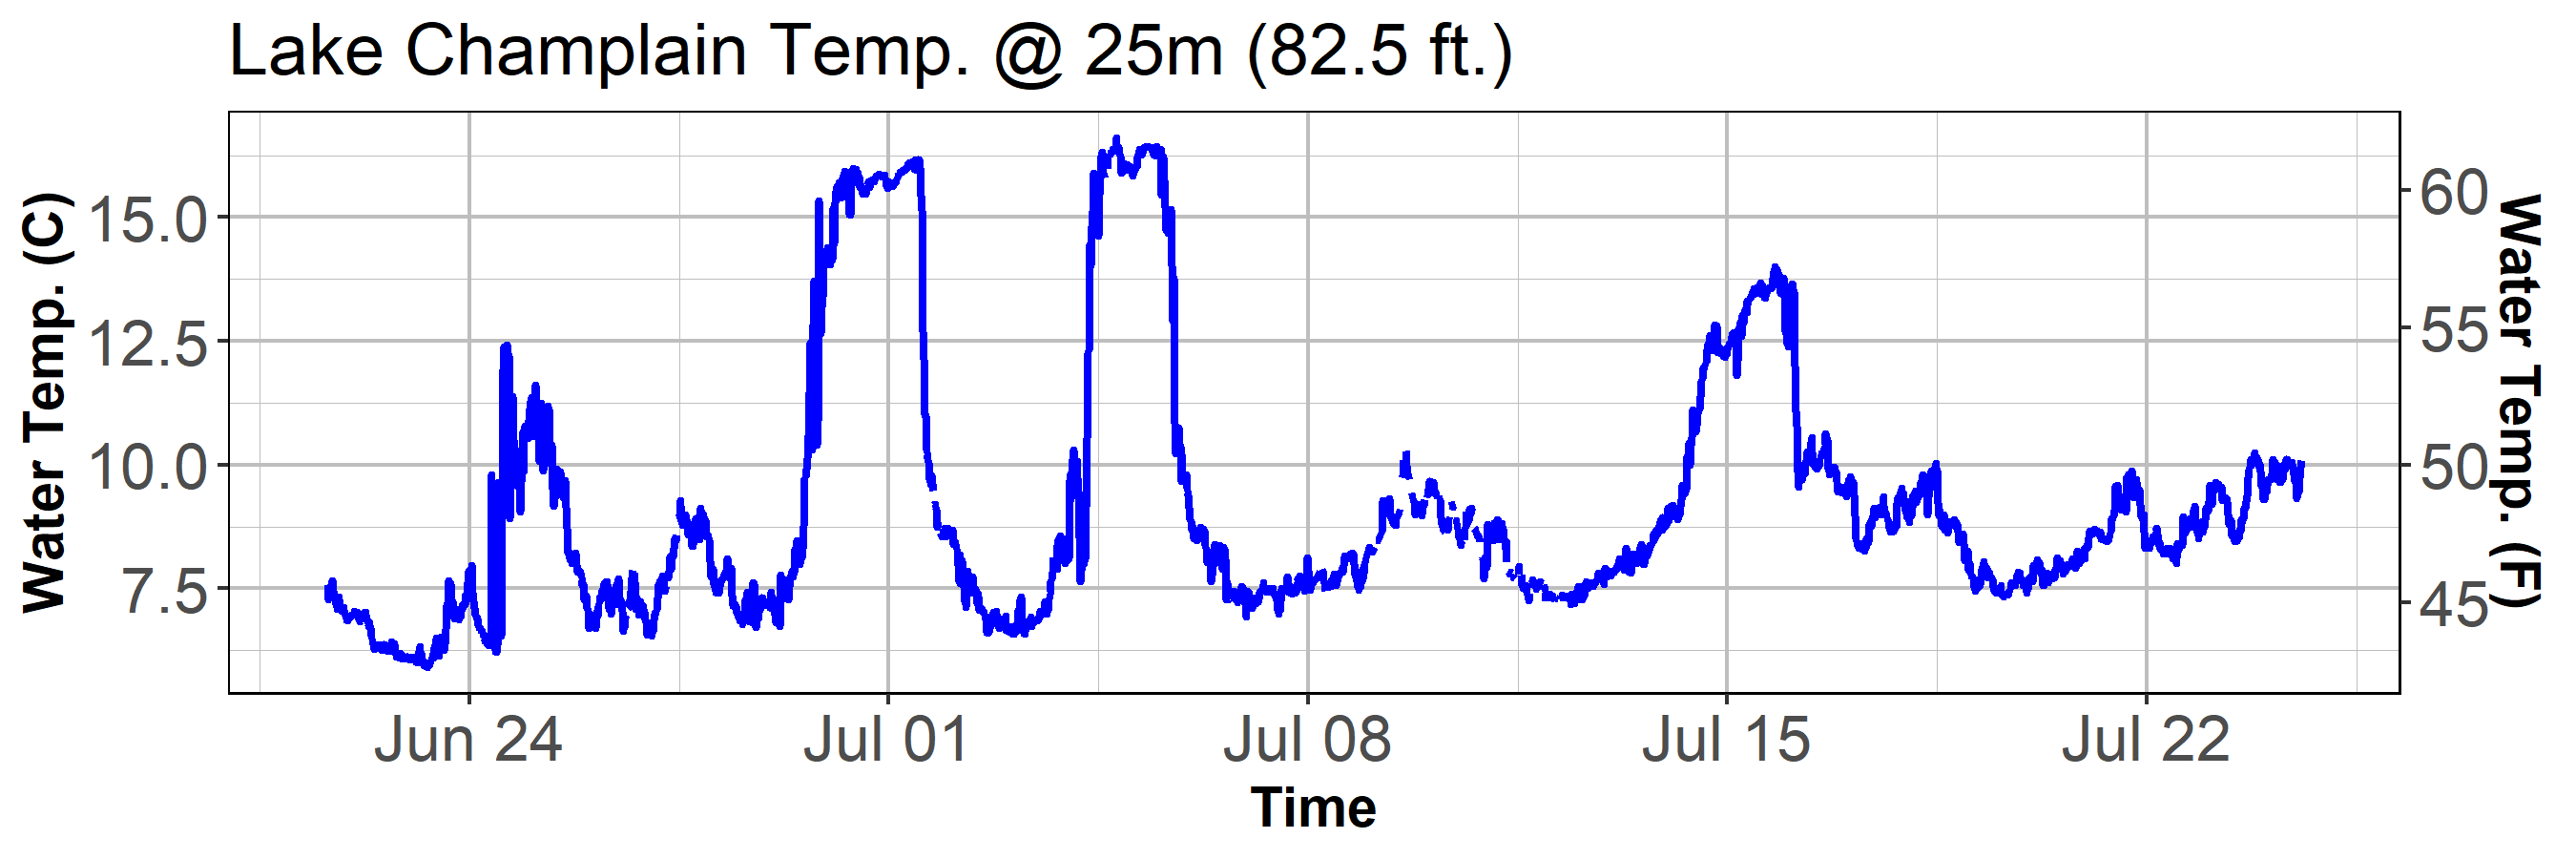 Lake Champlain Temp. @ 25m (82.5 ft.)
Water Temp. (C)
15.0
12.5
10.0
7.5
60
55
50
45
Water Temp. (F)
Jun 24
Jul 01
Jul 08
Jul 15
Jul 22
Time